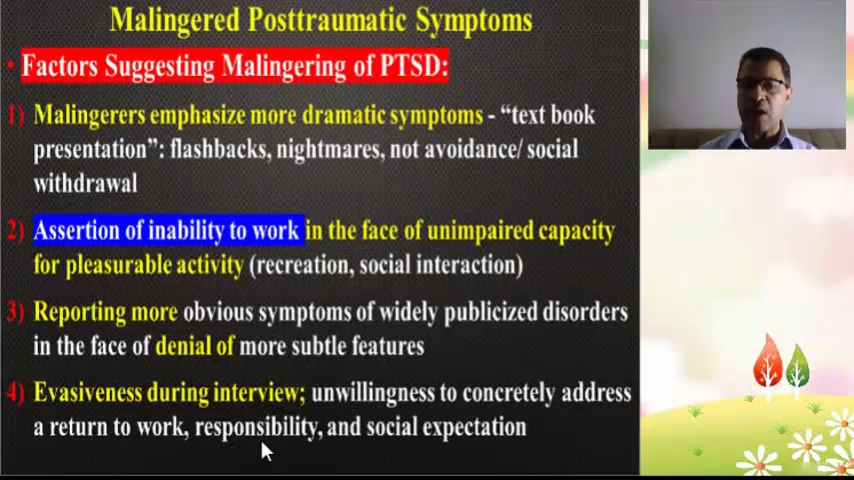 Malingered Posttraumatic Symptoms
• Factors Suggesting Malingering of PTSD:
1) Malingerers emphasize more dramatic symptoms - “text book
presentation”: flashbacks, nightmares, not avoidance/ social
withdrawal
2) Assertion of inability to work in the face of unimpaired capacity
for pleasurable activity (recreation, social interaction)
3) Reporting more obvious symptoms of widely publicized disorders
in the face of denial of more subtle features
4) Evasiveness during interview; unwillingness to concretely address
a return to work, responsibility, and social expectation